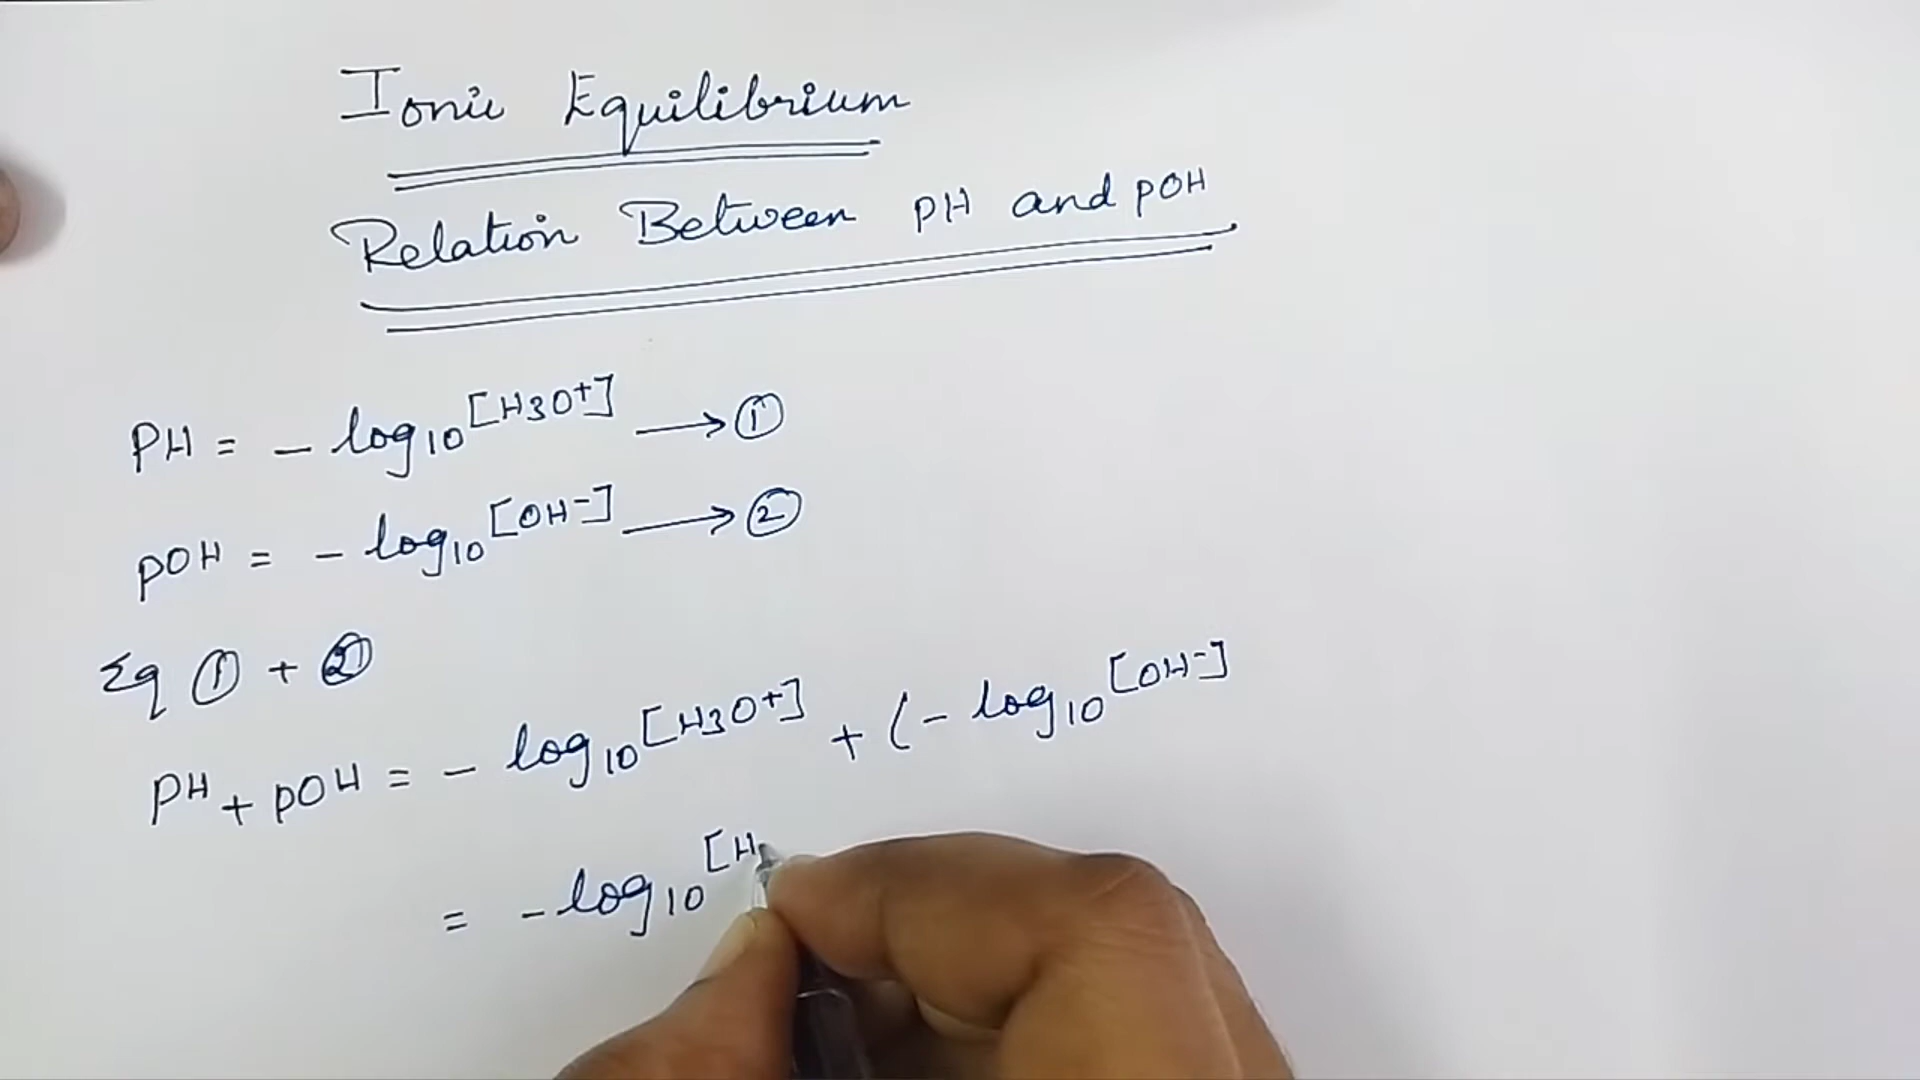 Ionic Equilibrium
Relation Between pH and pOH
PH = - log10 [H3O+] → ①
pOH = - log10 [OH-] → ②
Eq ① + ②
PH + pOH = - log10 [H3O+] + (- log10 [OH-]
= - log10 [H